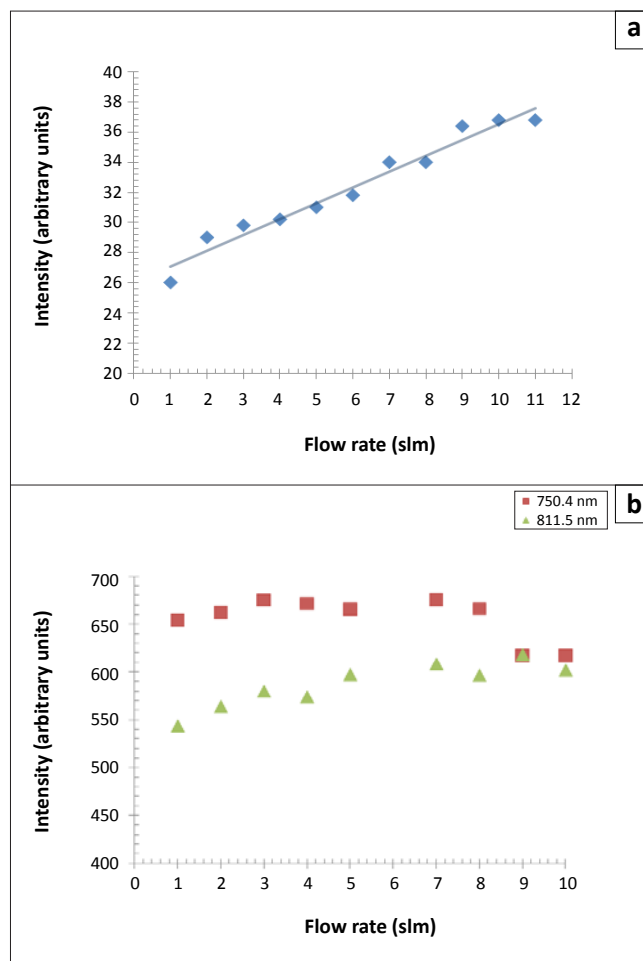 a
40
38
36
34
32
30
28
26
24
22
20
0 1 2 3 4 5 6 7 8 9 10 11 12
Intensity (arbitrary units)
Flow rate (slm)
b
750.4 nm
811.5 nm
700
650
600
550
500
450
400
0 1 2 3 4 5 6 7 8 9 10
Intensity (arbitrary units)
Flow rate (slm)